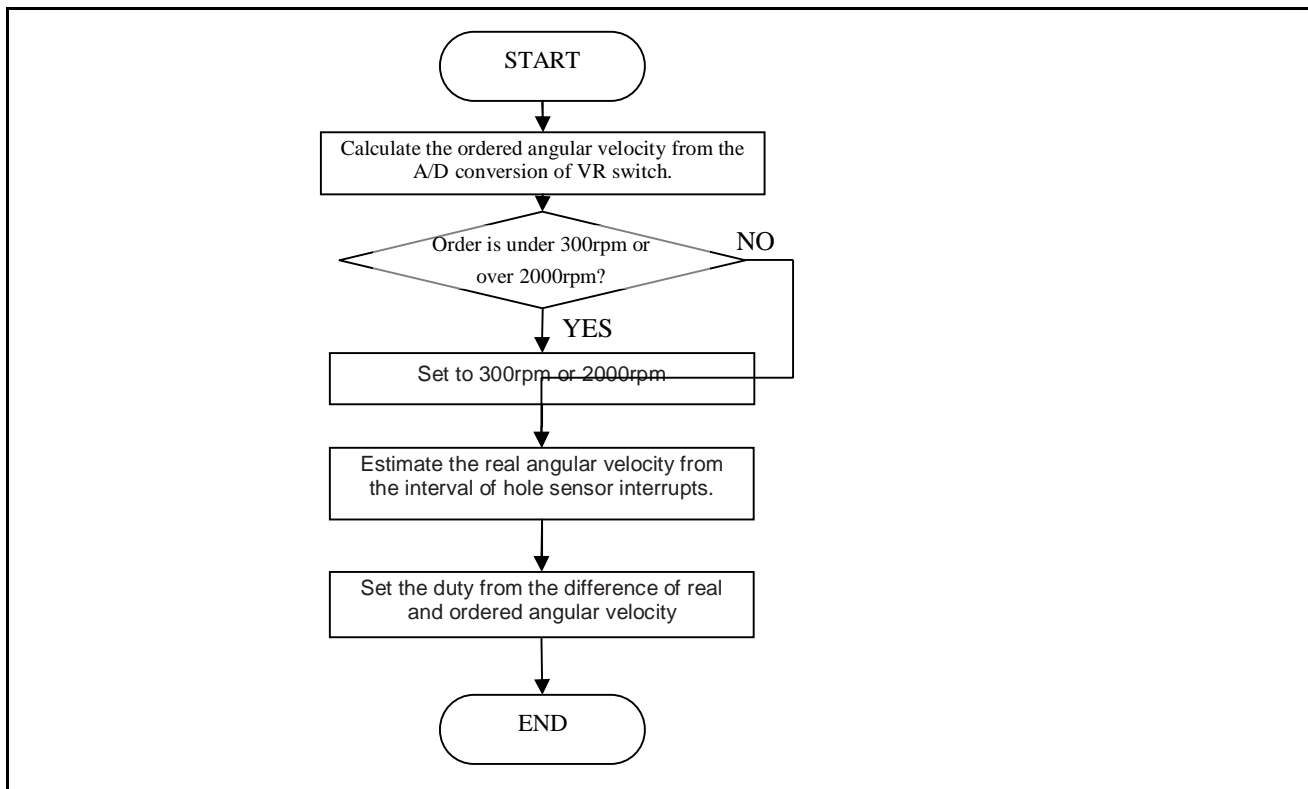 START
Calculate the ordered angular velocity from the
A/D conversion of VR switch.
Order is under 300rpm or
over 2000rpm?
NO
YES
Set to 300rpm or 2000rpm
Estimate the real angular velocity from
the interval of hole sensor interrupts.
Set the duty from the difference of real
and ordered angular velocity
END